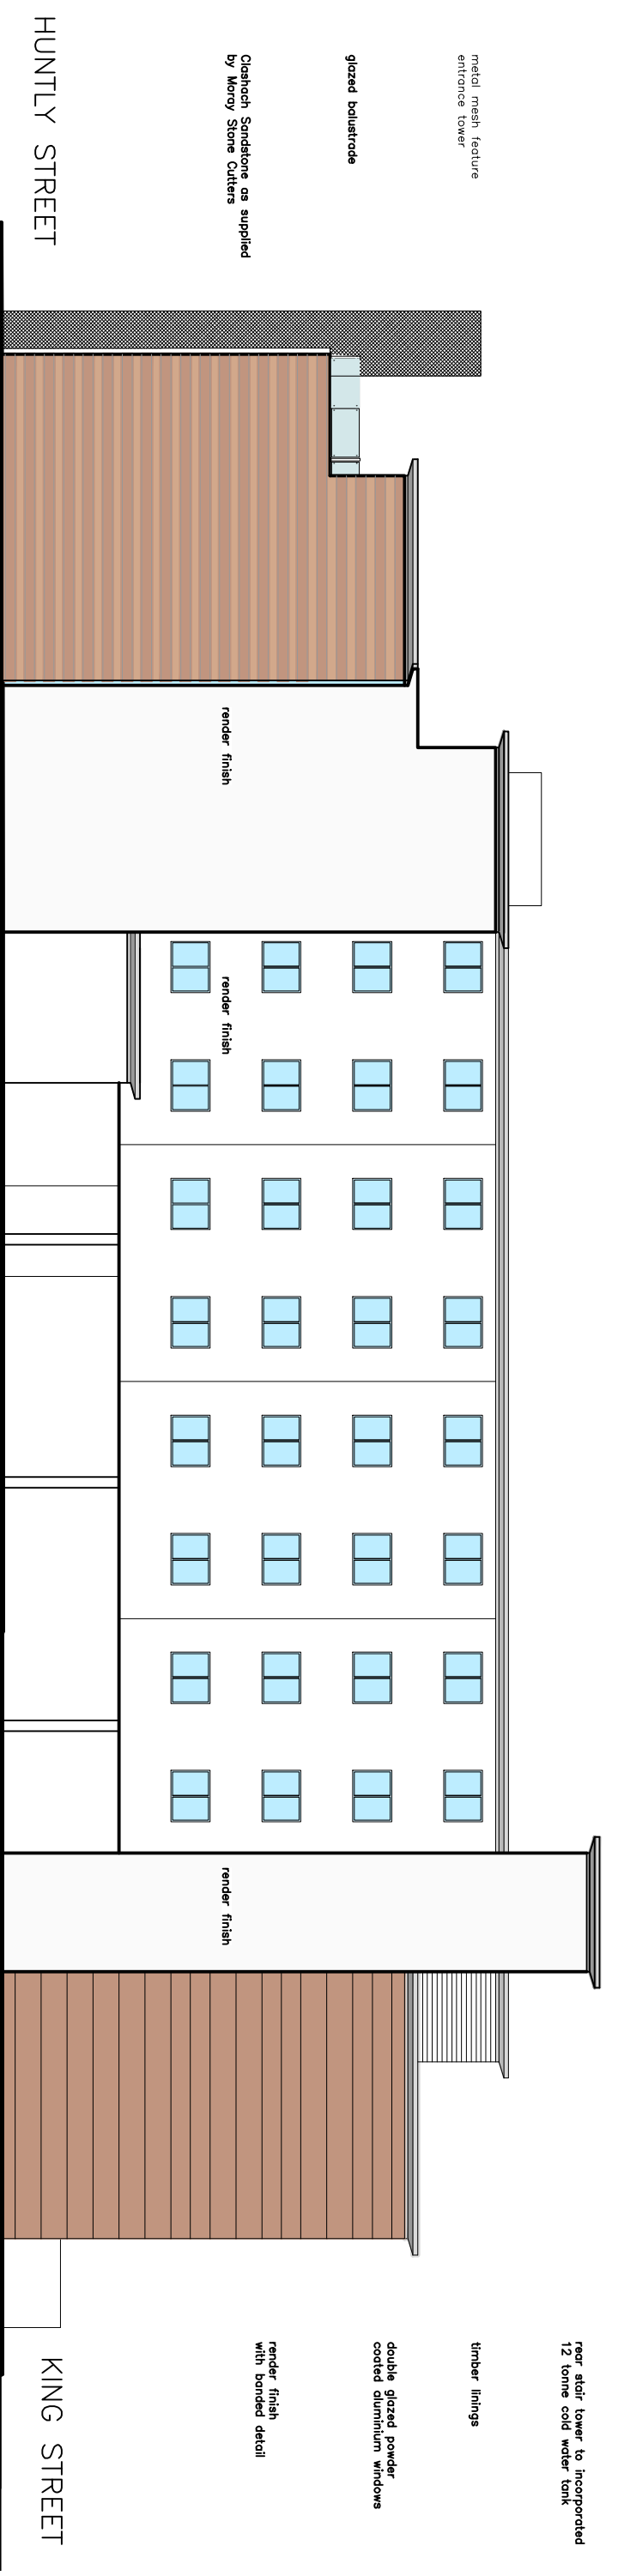 metal mesh feature
entrance tower
glazed balustrade
Clashach Sandstone as supplied
by Moray Stone Cutters
HUNTLY STREET
render finish
render finish
render finish
rear stair tower to incorporated
12 tonne cold water tank
timber linings
double glazed powder
coated aluminium windows
render finish
with banded detail
KING STREET